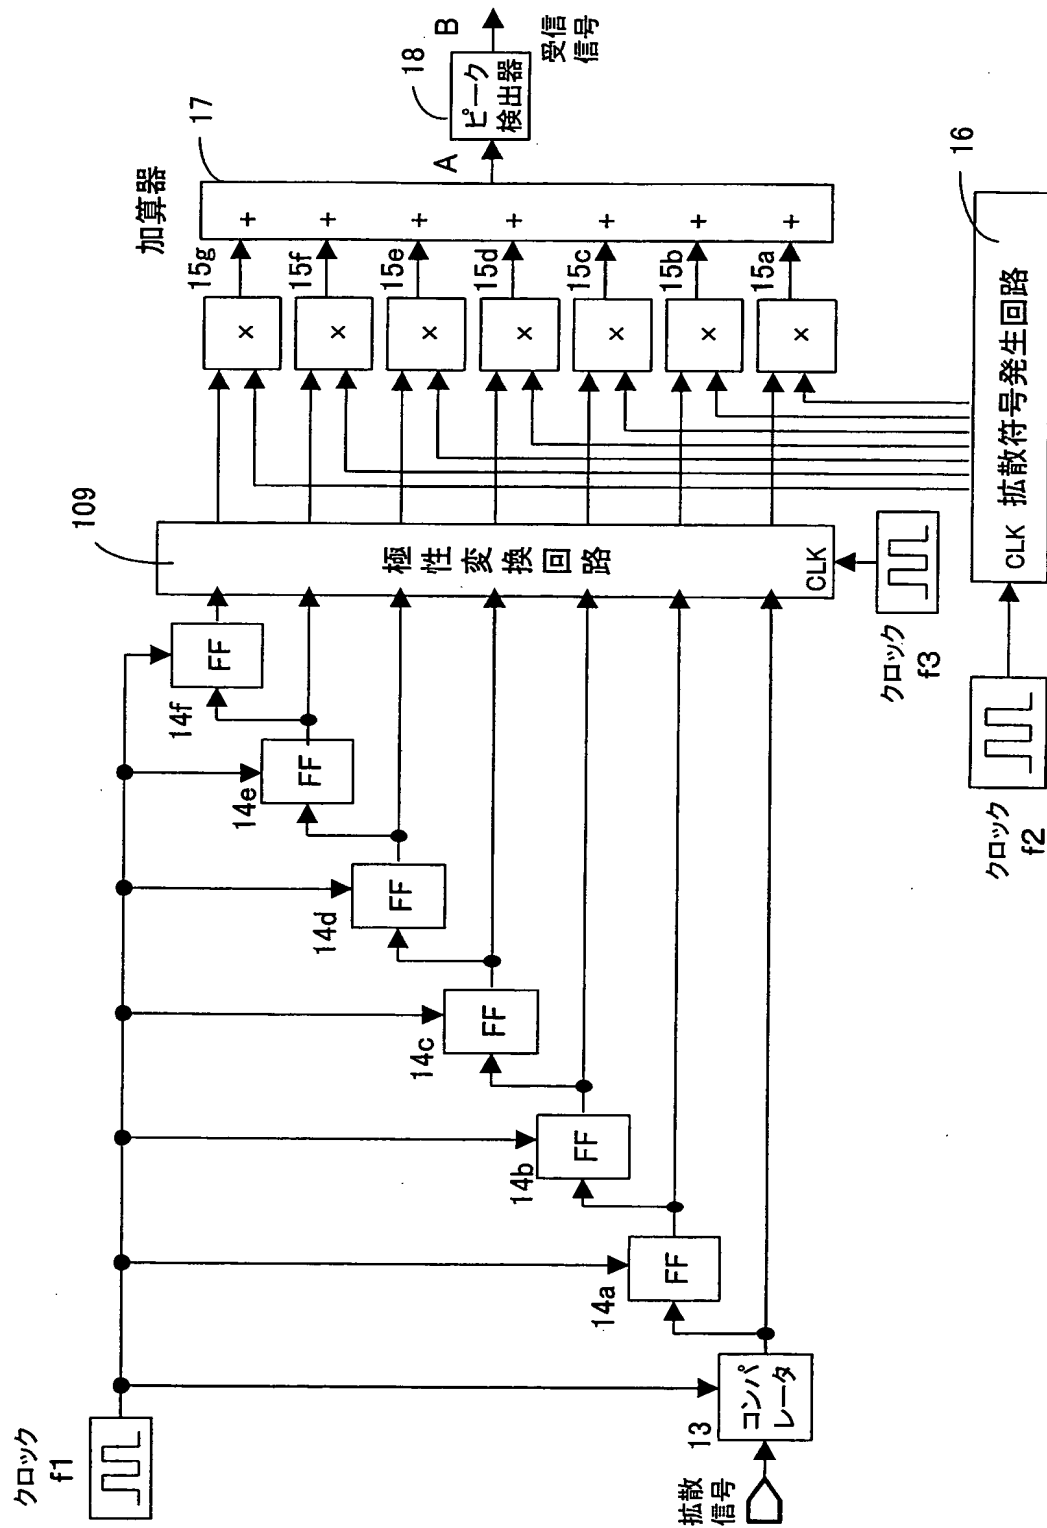 クロック
f1
拡散
信号
13
コンパ
レータ
14a
FF
14b
FF
14c
FF
14d
FF
14e
FF
14f
FF
109
極性変換回路
CLK
クロック
f3
クロック
f2
CLK 拡散符号発生回路
16
×
×
×
×
×
×
×
15g
15f
15e
15d
15c
15b
15a
加算器
17
+
+
+
+
+
+
+
A
18
ピーク
検出器
B
受信
信号